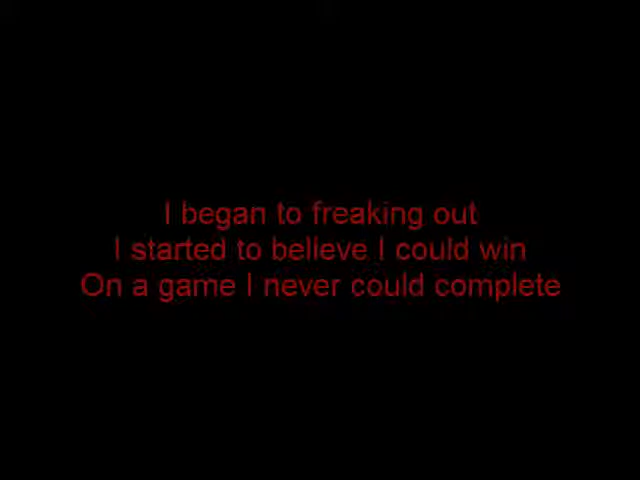 I began to freaking out
I started to believe I could win
On a game I never could complete